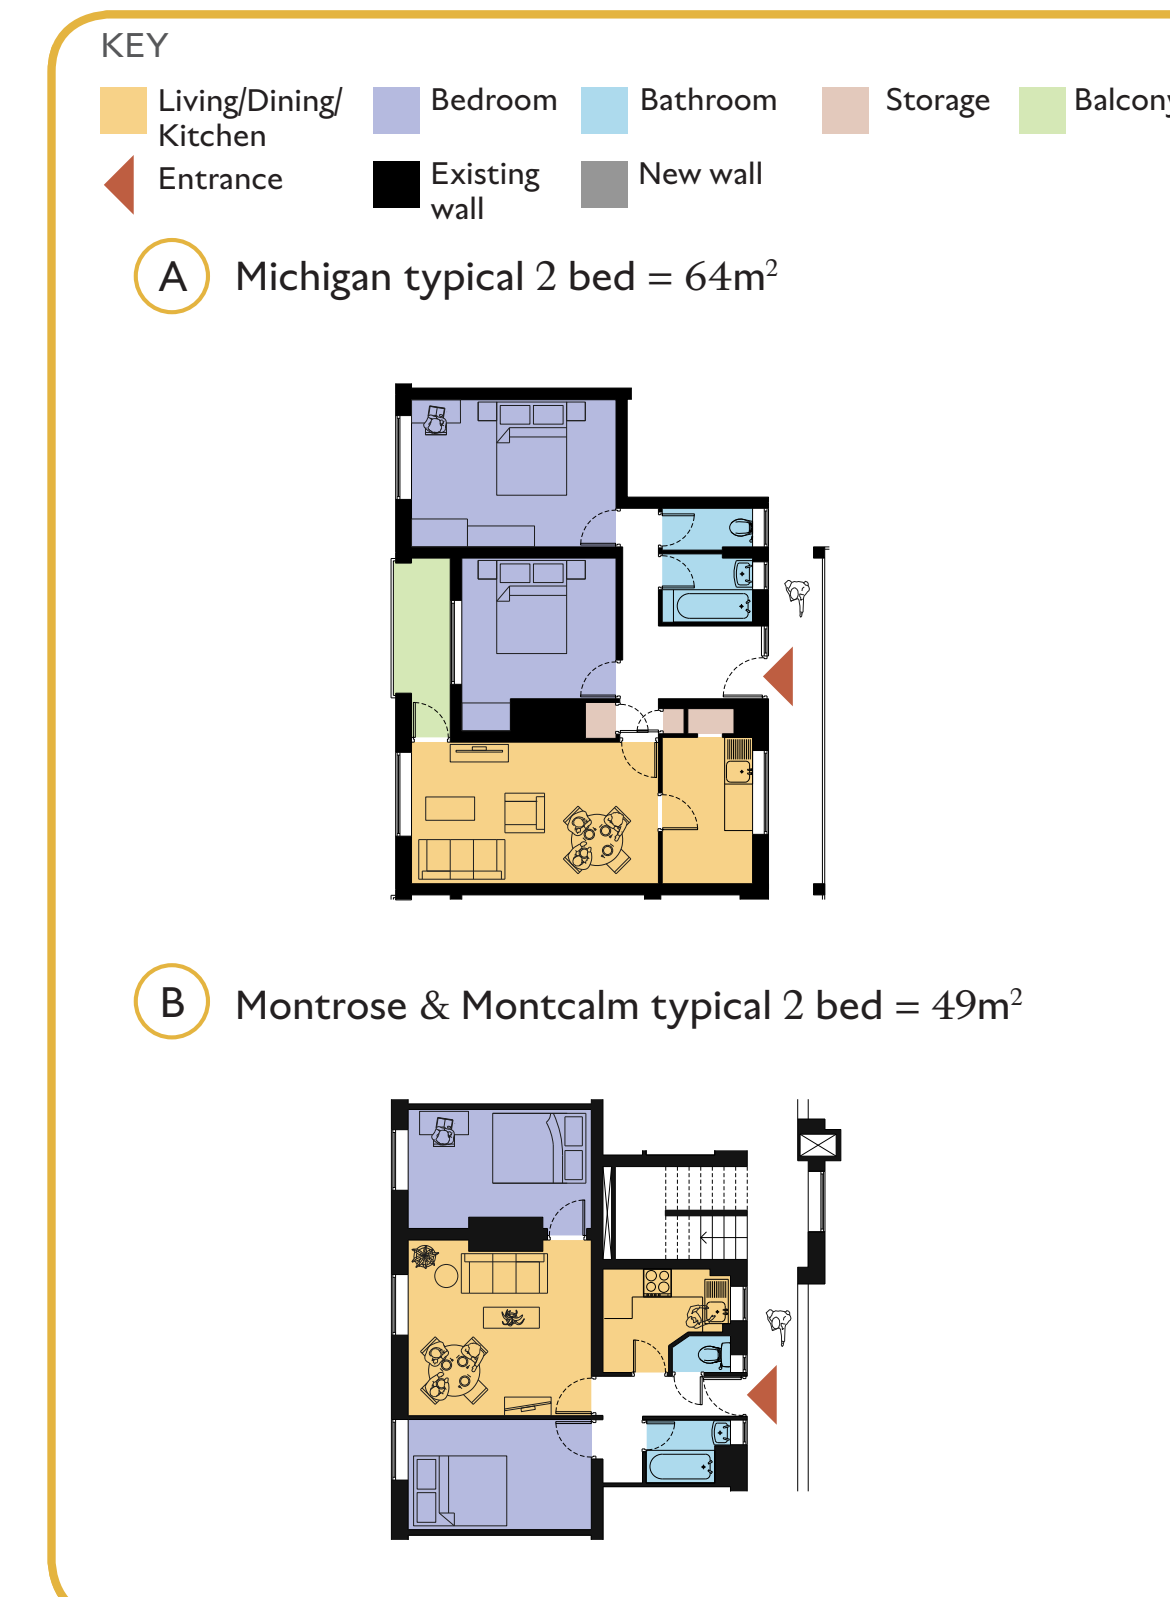 KEY
Living/Dining/
Kitchen
Bedroom
Bathroom
Storage
Balcony
Entrance
Existing
wall
New wall
A Michigan typical 2 bed = 64m²
B Montrose & Montcalm typical 2 bed = 49m²